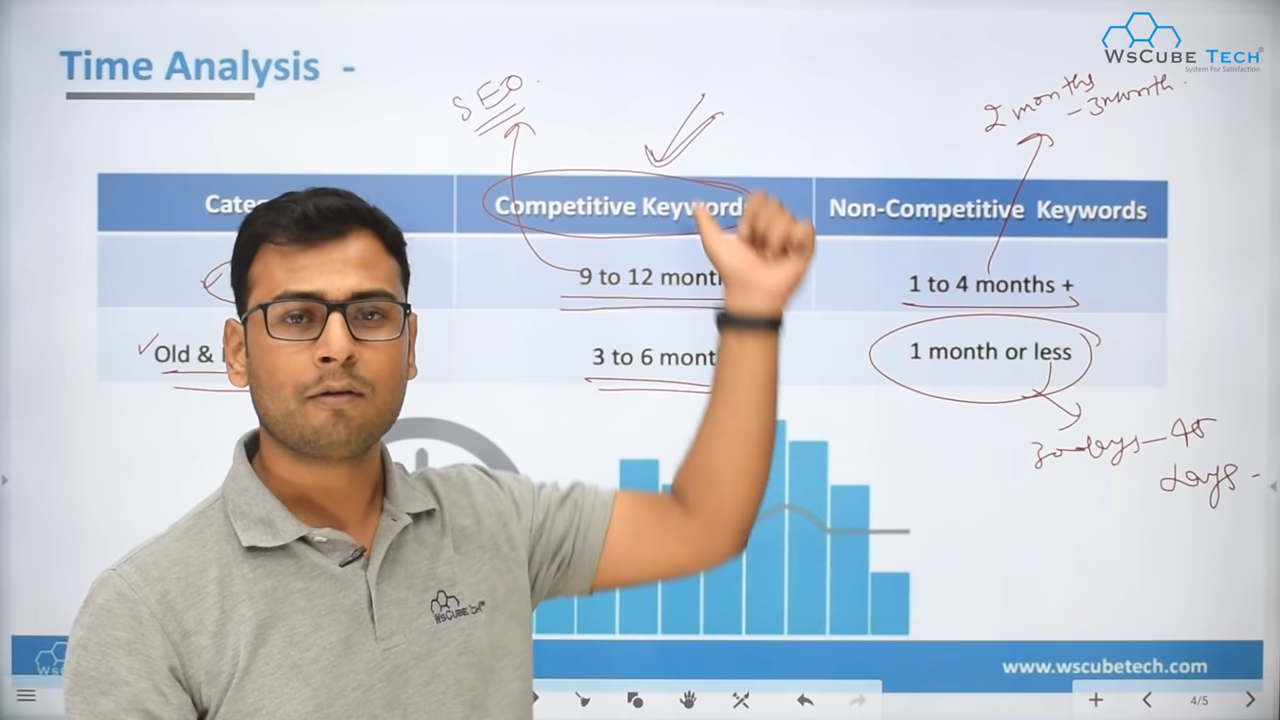 WsCUBE TECH®
System For Satisfaction
Time Analysis -
SEO
2 months
- 3 month
Competitive Keyword
Non-Competitive Keywords
9 to 12 mont
1 to 4 months +
Old &
3 to 6 mont
1 month or less
30 days - 45
days -
WsCUBE TECH
www.wscubetech.com
4/5